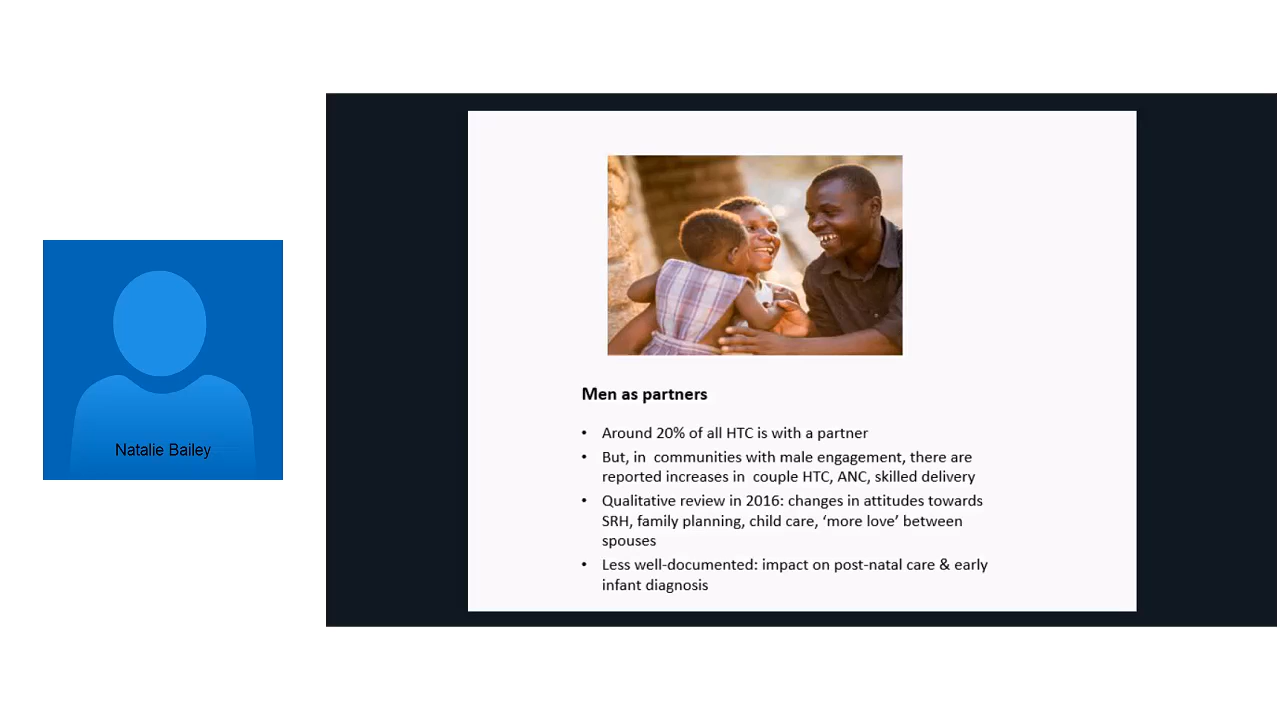 Natalie Bailey
Men as partners
• Around 20% of all HTC is with a partner
• But, in  communities with male engagement, there are
reported increases in  couple HTC, ANC, skilled delivery
• Qualitative review in 2016: changes in attitudes towards
SRH, family planning, child care, ‘more love’ between
spouses
• Less well-documented: impact on post-natal care & early
infant diagnosis